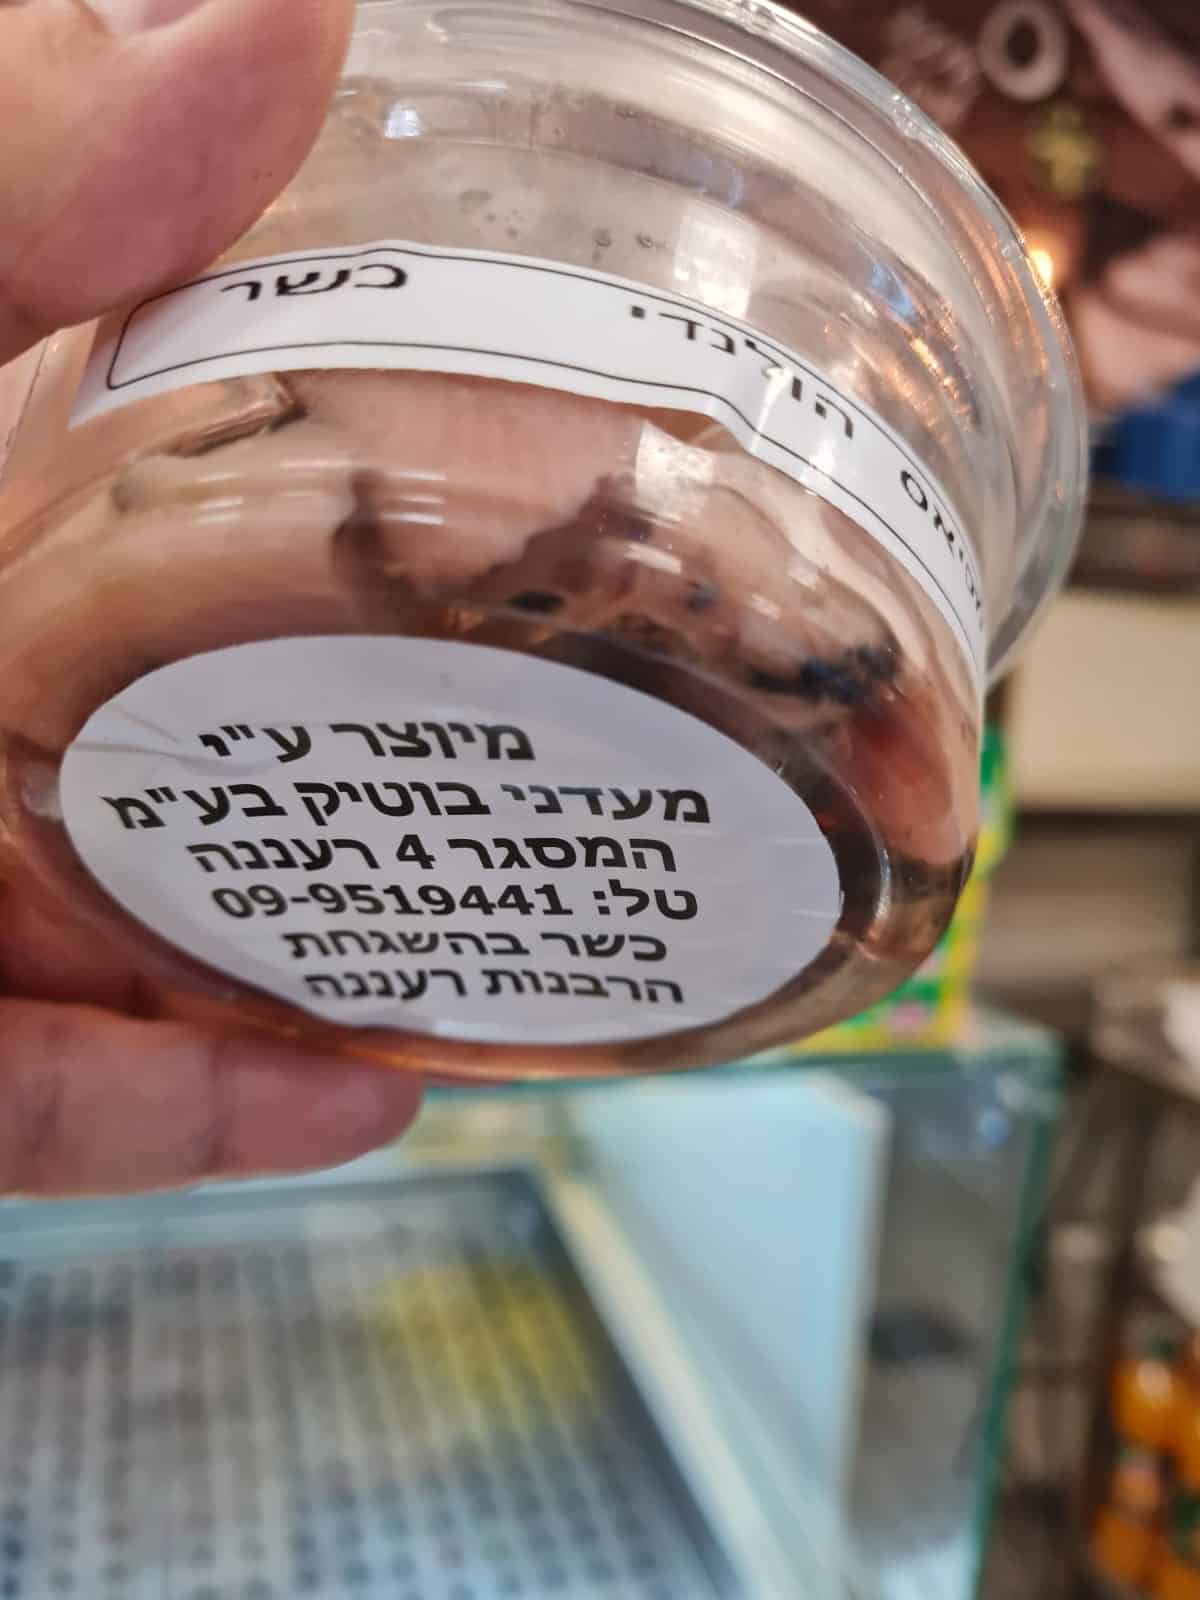 הולנדי כשר
מיוצר ע"י
מעדני בוטיק בע"מ
המסגר 4 רעננה
טל: 09-9519441
כשר בהשגחת
הרבנות רעננה